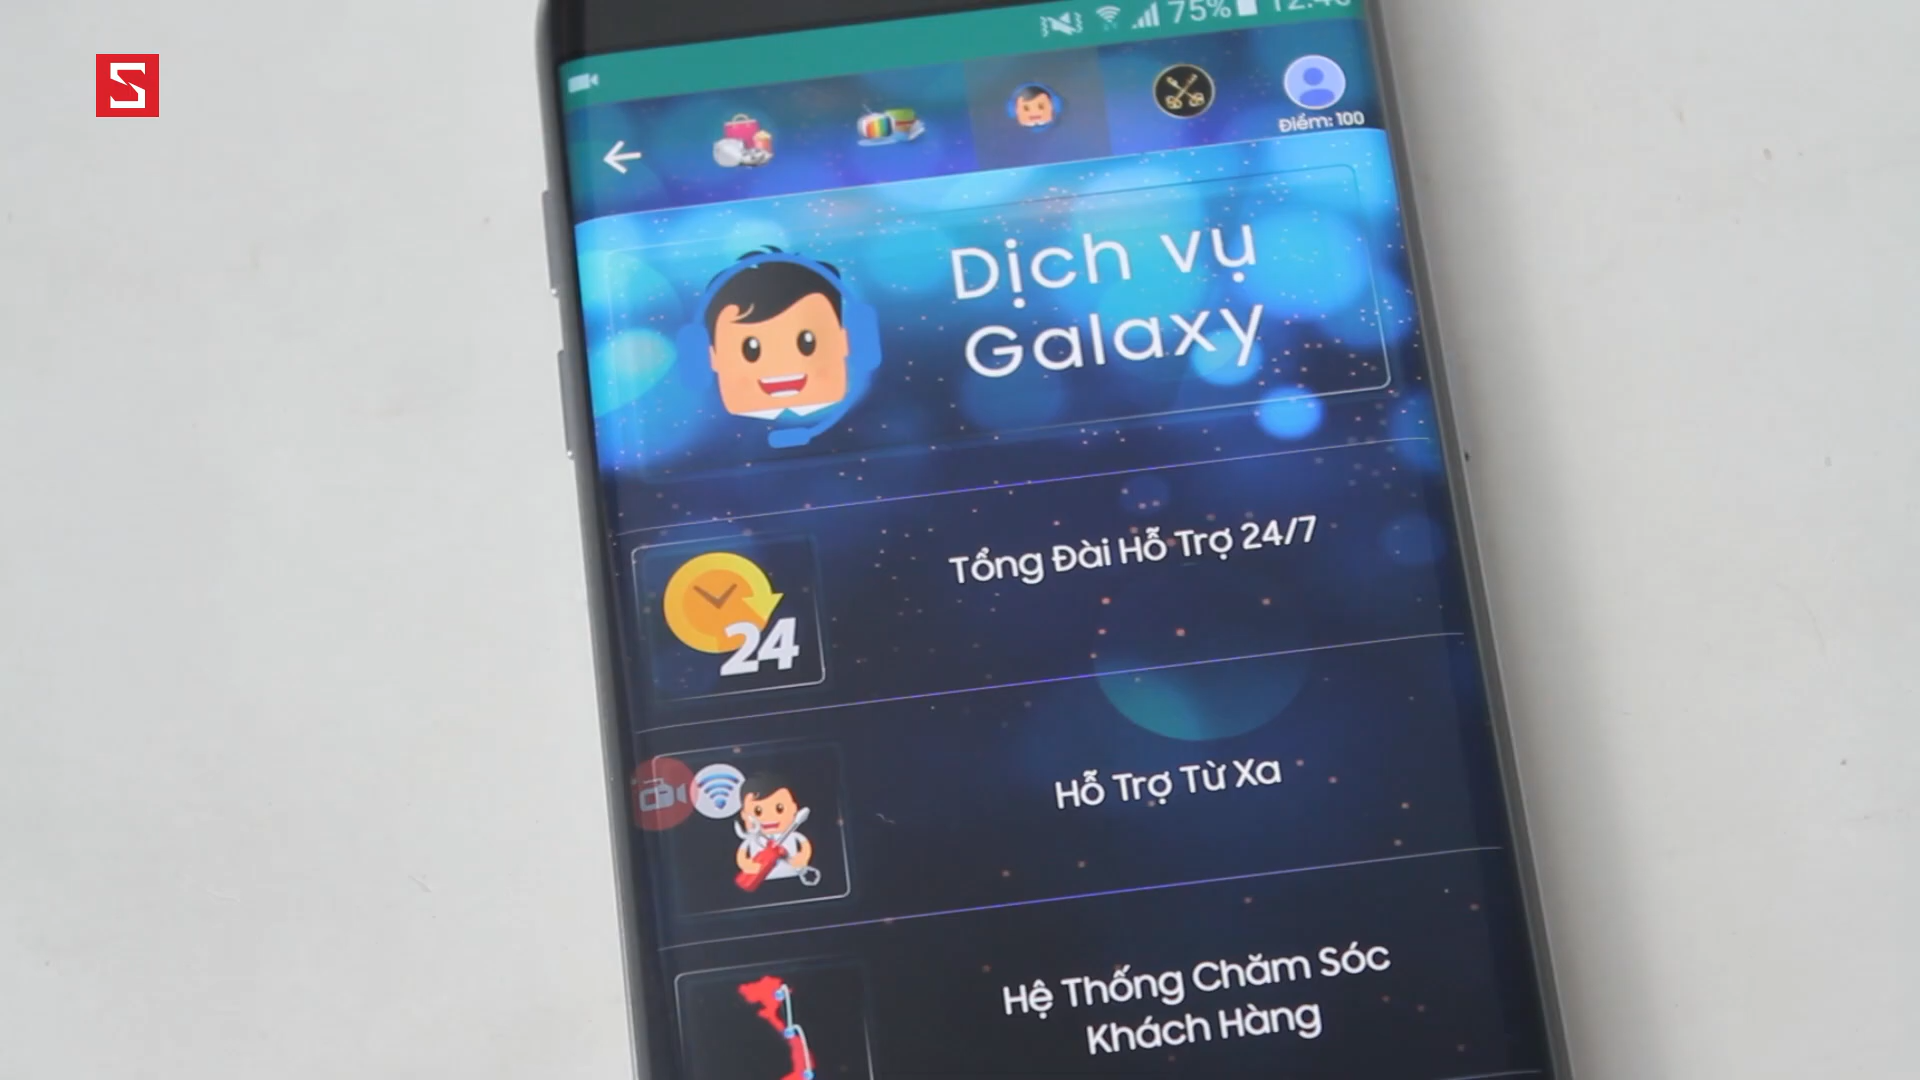 75%
Điểm: 100
Dịch vụ
Galaxy
Tổng Đài Hỗ Trợ 24/7
24
Hỗ Trợ Từ Xa
Hệ Thống Chăm Sóc
Khách Hàng